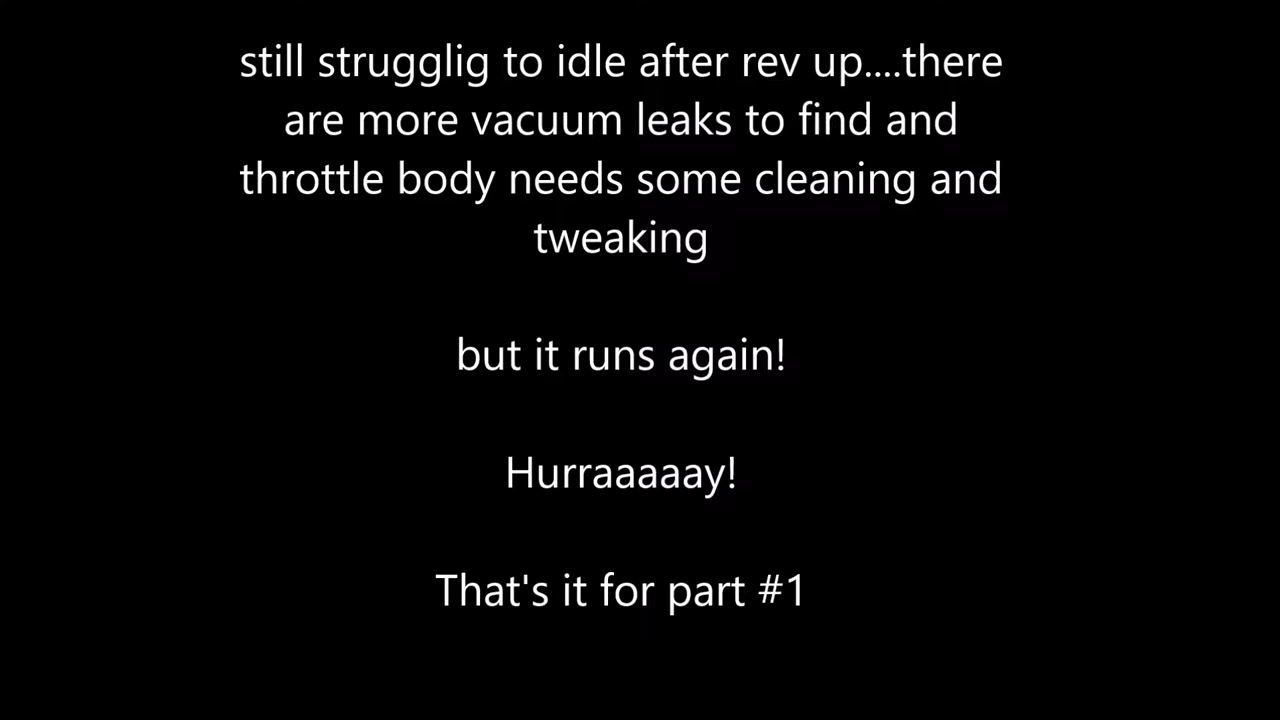 still strugglig to idle after rev up....there
are more vacuum leaks to find and
throttle body needs some cleaning and
tweaking
but it runs again!
Hurraaaaay!
That's it for part #1